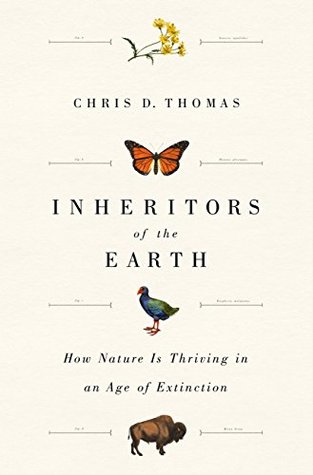 CHRIS D. THOMAS
INHERITORS
of the
EARTH
How Nature Is Thriving in
an Age of Extinction